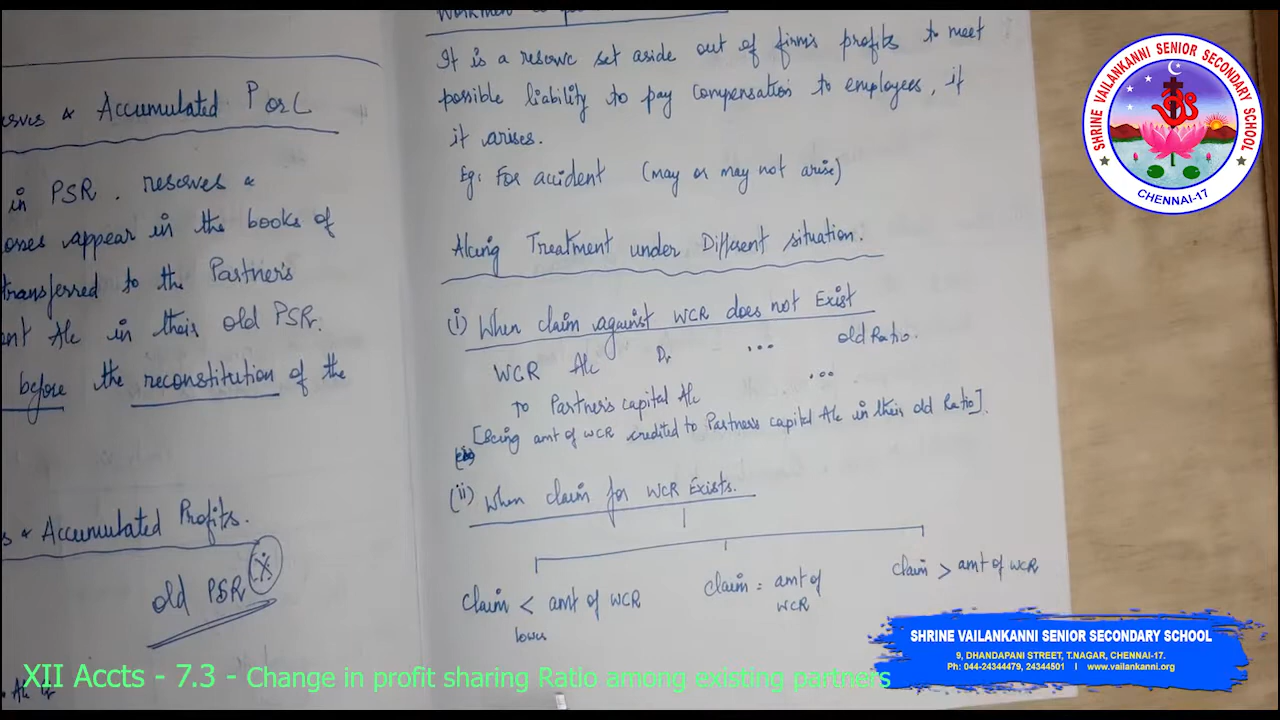 & Accumulated P or L
in PSR. reserves &
osses appear in the books of
transferred to the Partner's
nt A/c in their old PSR.
before the reconstitution of the
s & Accumulated Profits.
old PSR
It is a reserve set aside out of firm's profits to meet
possible liability to pay compensation to employees, if
it arises.
Eg: For accident (may or may not arise)
Acing Treatment under Different situation.
(i) When claim against WCR does not Exist
WCR A/c Dr ... old Ratio.
To Partner's capital A/c ...
[Being amt of WCR credited to Partners capital A/c in their old Ratio].
(ii) When claim for WCR Exists.
Claim < amt of WCR
lower
Claim = amt of
WCR
Claim > amt of WCR
SHRINE VAILANKANNI SENIOR SECONDARY SCHOOL
CHENNAI-17
SHRINE VAILANKANNI SENIOR SECONDARY SCHOOL
9, DHANDAPANI STREET, T.NAGAR, CHENNAI-17.
Ph: 044-24344479, 24344501 I www.vailankanni.org
XII Accts - 7.3 - Change in profit sharing Ratio among existing partners